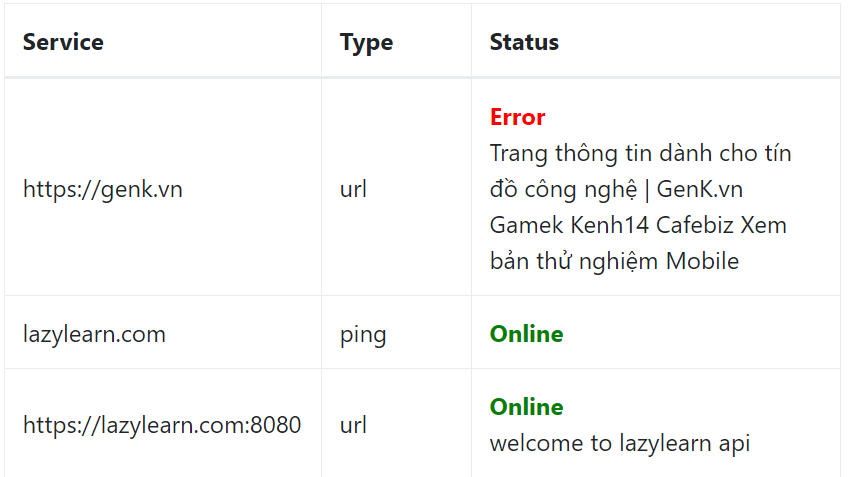 Service Type Status
Error
Trang thông tin dành cho tín
https://genk.vn url đồ công nghệ | GenK.vn
Gamek Kenh14 Cafebiz Xem
bản thử nghiệm Mobile
lazylearn.com ping Online
Online
https://lazylearn.com:8080 url
welcome to lazylearn api